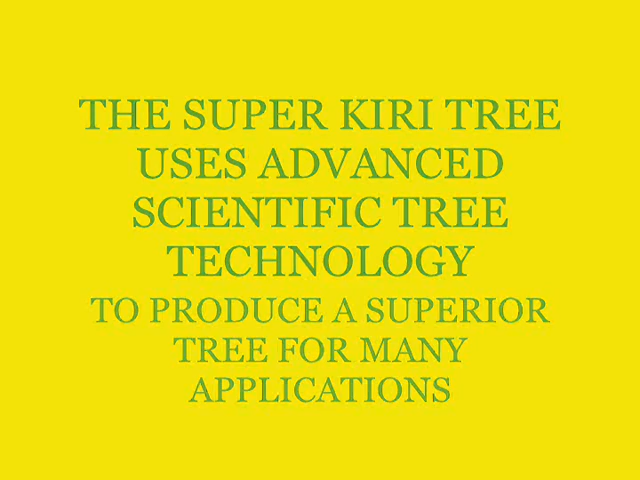 THE SUPER KIRI TREE
USES ADVANCED
SCIENTIFIC TREE
TECHNOLOGY
TO PRODUCE A SUPERIOR
TREE FOR MANY
APPLICATIONS